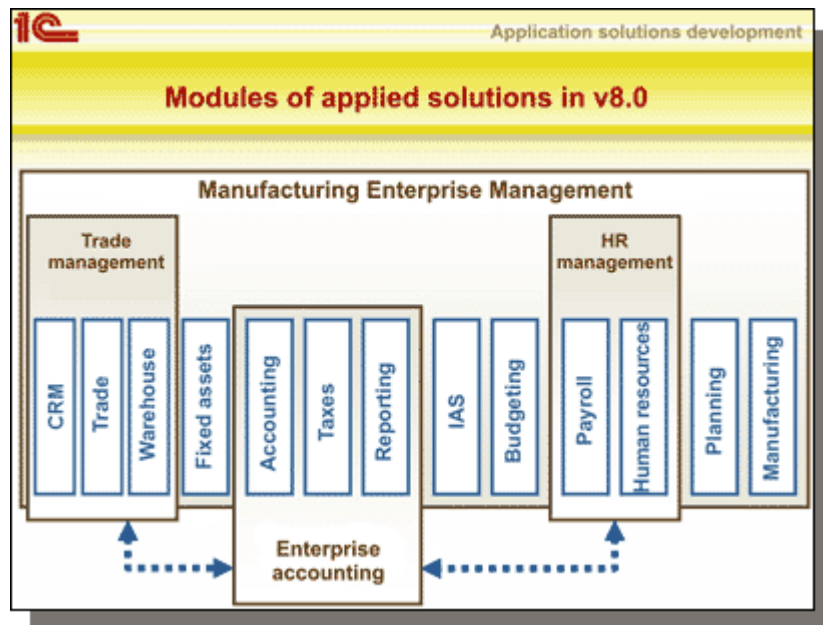 1C
Application solutions development
Modules of applied solutions in v8.0
Manufacturing Enterprise Management
Trade
management
HR
management
CRM
Trade
Warehouse
Fixed assets
Accounting
Taxes
Reporting
IAS
Budgeting
Payroll
Human resources
Planning
Manufacturing
Enterprise
accounting